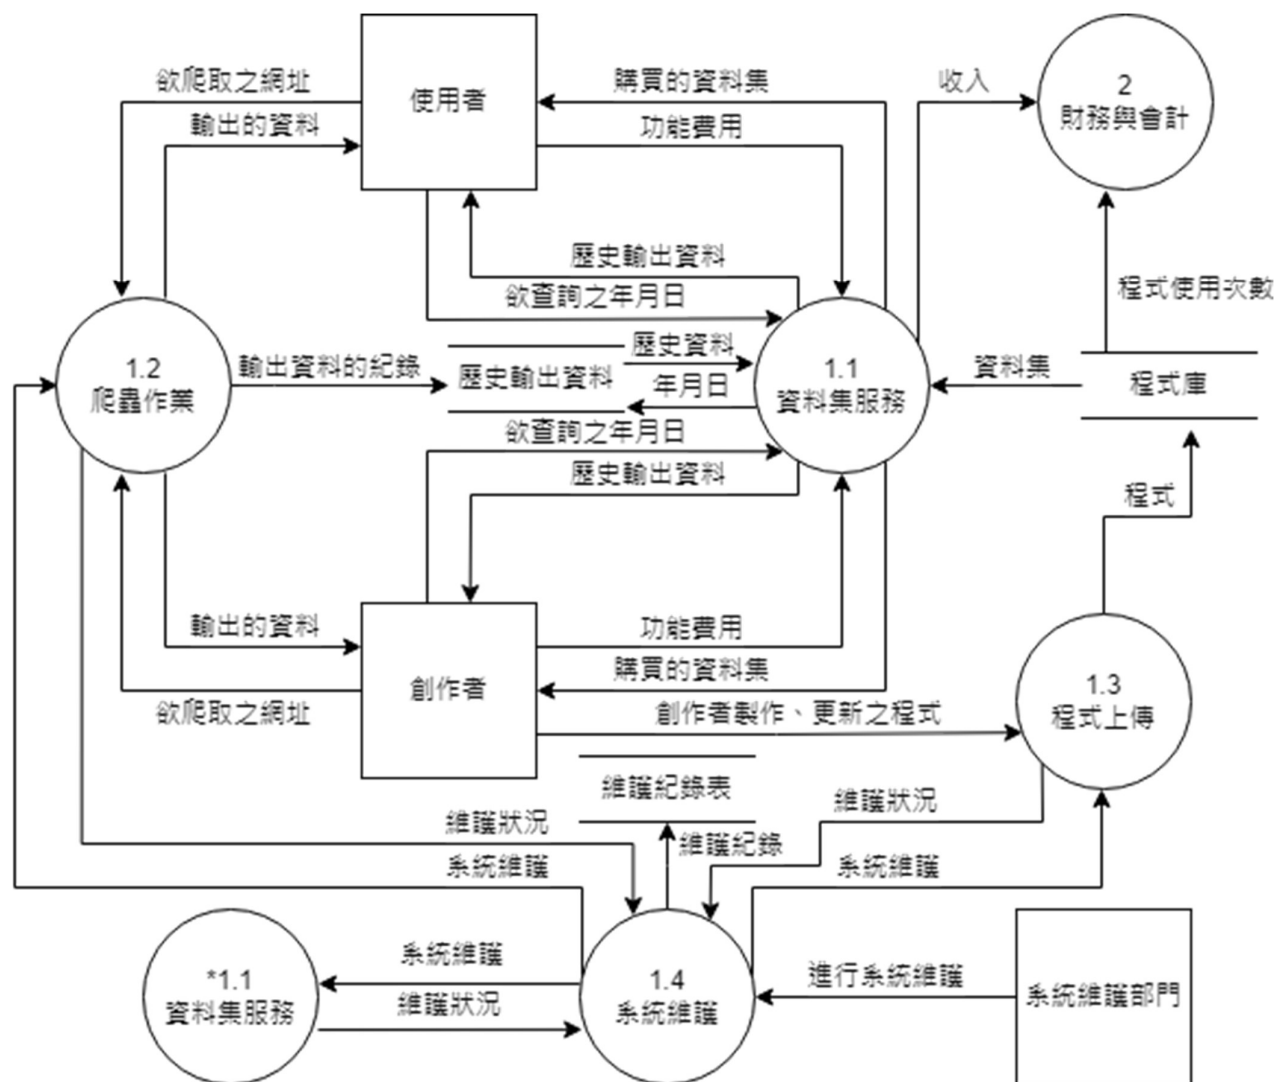 使用者
2
財務與會計
欲爬取之網址
輸出的資料
購買的資料集
功能費用
收入
歷史輸出資料
欲查詢之年月日
程式使用次數
1.2
爬蟲作業
輸出資料的紀錄
歷史輸出資料
歷史資料
年月日
1.1
資料集服務
資料集
程式庫
欲查詢之年月日
歷史輸出資料
程式
輸出的資料
欲爬取之網址
創作者
功能費用
購買的資料集
創作者製作、更新之程式
1.3
程式上傳
維護紀錄表
維護狀況
系統維護
維護紀錄
維護狀況
系統維護
*1.1
資料集服務
系統維護
維護狀況
1.4
系統維護
進行系統維護
系統維護部門